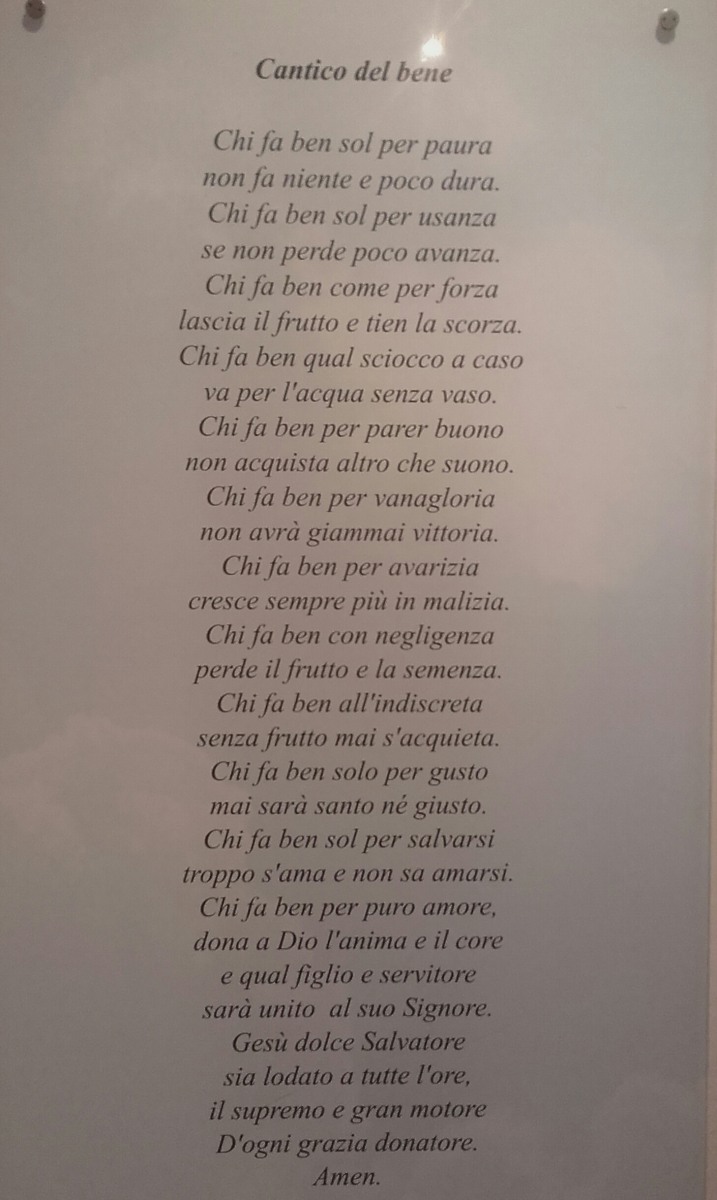 Cantico del bene
Chi fa ben sol per paura
non fa niente e poco dura.
Chi fa ben sol per usanza
se non perde poco avanza.
Chi fa ben come per forza
lascia il frutto e tien la scorza.
Chi fa ben qual sciocco a caso
va per l'acqua senza vaso.
Chi fa ben per parer buono
non acquista altro che suono.
Chi fa ben per vanagloria
non avrà giammai vittoria.
Chi fa ben per avarizia
cresce sempre più in malizia.
Chi fa ben con negligenza
perde il frutto e la semenza.
Chi fa ben all'indiscreta
senza frutto mai s'acquieta.
Chi fa ben solo per gusto
mai sarà santo né giusto.
Chi fa ben sol per salvarsi
troppo s'ama e non sa amarsi.
Chi fa ben per puro amore,
dona a Dio l'anima e il core
e qual figlio e servitore
sarà unito  al suo Signore.
Gesù dolce Salvatore
sia lodato a tutte l'ore,
il supremo e gran motore
D'ogni grazia donatore.
Amen.